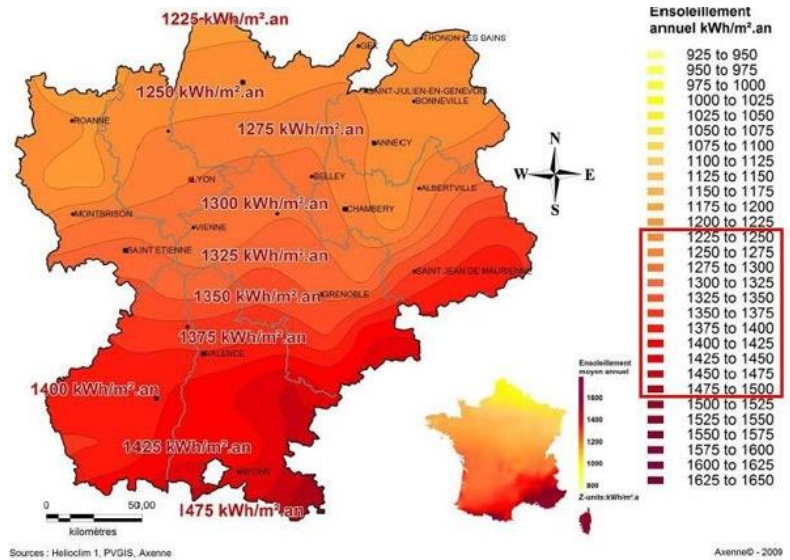 1225 kWh/m².an
GEX
THONON LES BAINS
1250 kWh/m².an
SAINT-JULIEN-EN-GENEVOIS
BONNEVILLE
ROANNE
1275 kWh/m².an
ANNECY
LYON
BELLEY
ALBERTVILLE
1300 kWh/m².an
MONTBRISON
CHAMBERY
VIENNE
SAINT ETIENNE
1325 kWh/m².an
SAINT-JEAN DE MAURIENNE
1350 kWh/m².an
GRENOBLE
1375 kWh/m².an
VALENCE
1400 kWh/m².an
1425 kWh/m².an
NYONS
1475 kWh/m².an
N
W E
S
0 50,00
kilomètres
Sources : Helioclim 1, PVGIS, Axenne
Ensoleillement
moyen annuel
1600
1400
1200
1000
800
Z-units:kWh/m².a
Ensoleillement
annuel kWh/m².an
925 to 950
950 to 975
975 to 1000
1000 to 1025
1025 to 1050
1050 to 1075
1075 to 1100
1100 to 1125
1125 to 1150
1150 to 1175
1175 to 1200
1200 to 1225
1225 to 1250
1250 to 1275
1275 to 1300
1300 to 1325
1325 to 1350
1350 to 1375
1375 to 1400
1400 to 1425
1425 to 1450
1450 to 1475
1475 to 1500
1500 to 1525
1525 to 1550
1550 to 1575
1575 to 1600
1600 to 1625
1625 to 1650
Axenne© - 2009